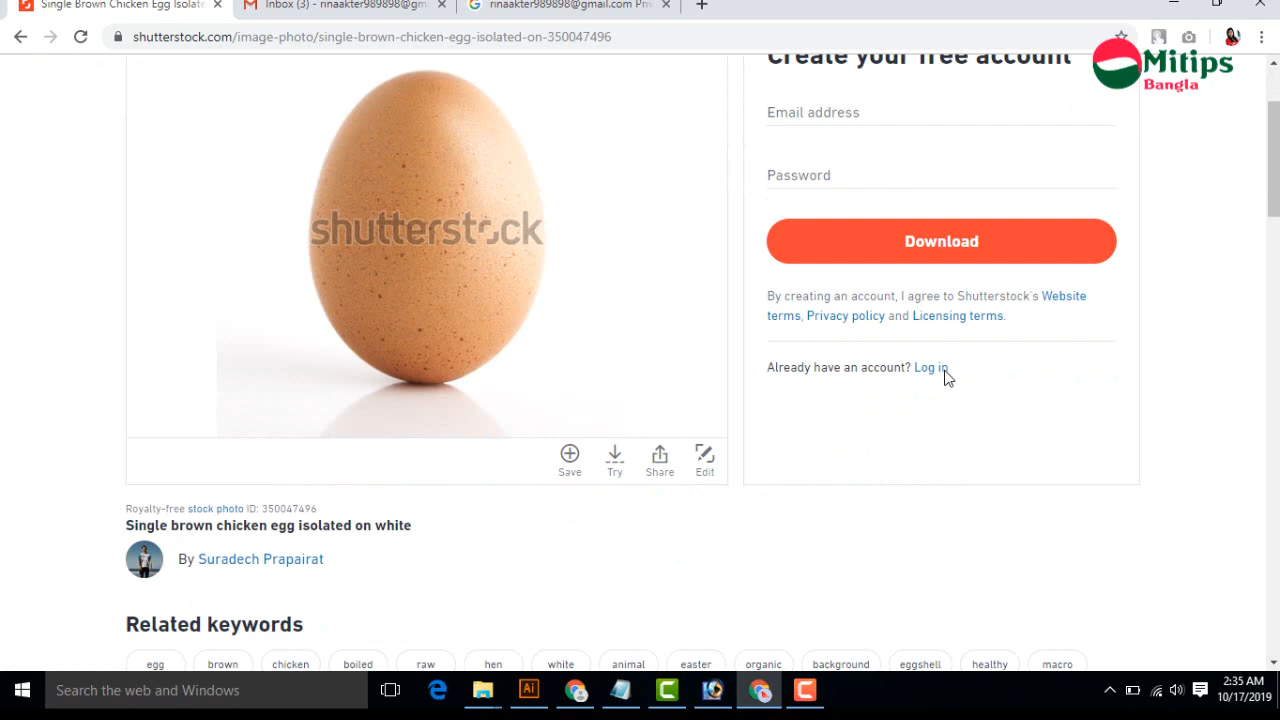 Single Brown Chicken Egg Isolate
Inbox (3) - rinaakter989898@gm
rinaakter989898@gmail.com Pri
shutterstock.com/image-photo/single-brown-chicken-egg-isolated-on-350047496
Mitips
Bangla
Create your free account
Email address
Password
shutterstock
Download
By creating an account, I agree to Shutterstock's Website
terms, Privacy policy and Licensing terms.
Already have an account? Log in
Save
Try
Share
Edit
Royalty-free stock photo ID: 350047496
Single brown chicken egg isolated on white
By Suradech Prapairat
Related keywords
egg
brown
chicken
boiled
raw
hen
white
animal
easter
organic
background
eggshell
healthy
macro
Search the web and Windows
Ai
2:35 AM
10/17/2019